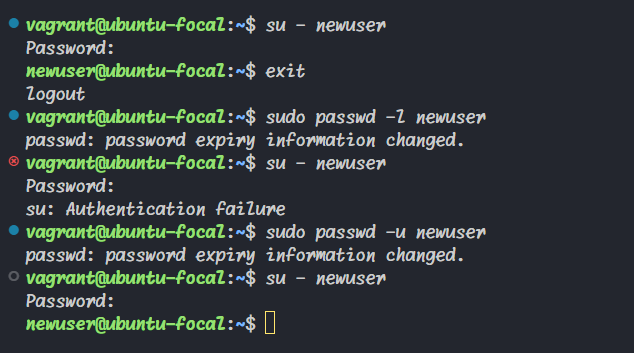 vagrant@ubuntu-focal:~$ su - newuser
Password:
newuser@ubuntu-focal:~$ exit
logout
vagrant@ubuntu-focal:~$ sudo passwd -l newuser
passwd: password expiry information changed.
vagrant@ubuntu-focal:~$ su - newuser
Password:
su: Authentication failure
vagrant@ubuntu-focal:~$ sudo passwd -u newuser
passwd: password expiry information changed.
vagrant@ubuntu-focal:~$ su - newuser
Password:
newuser@ubuntu-focal:~$